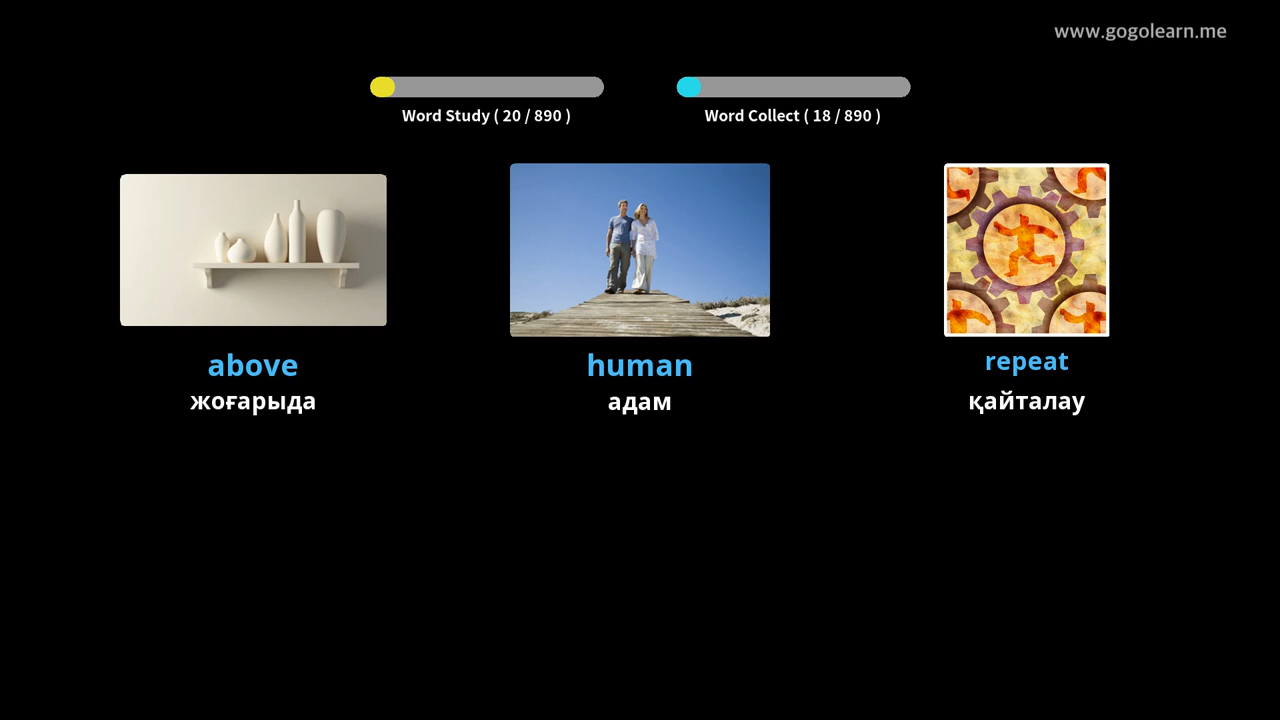 www.gogolearn.me
Word Study ( 20 / 890 )
Word Collect ( 18 / 890 )
above
жоғарыда
human
адам
repeat
қайталау